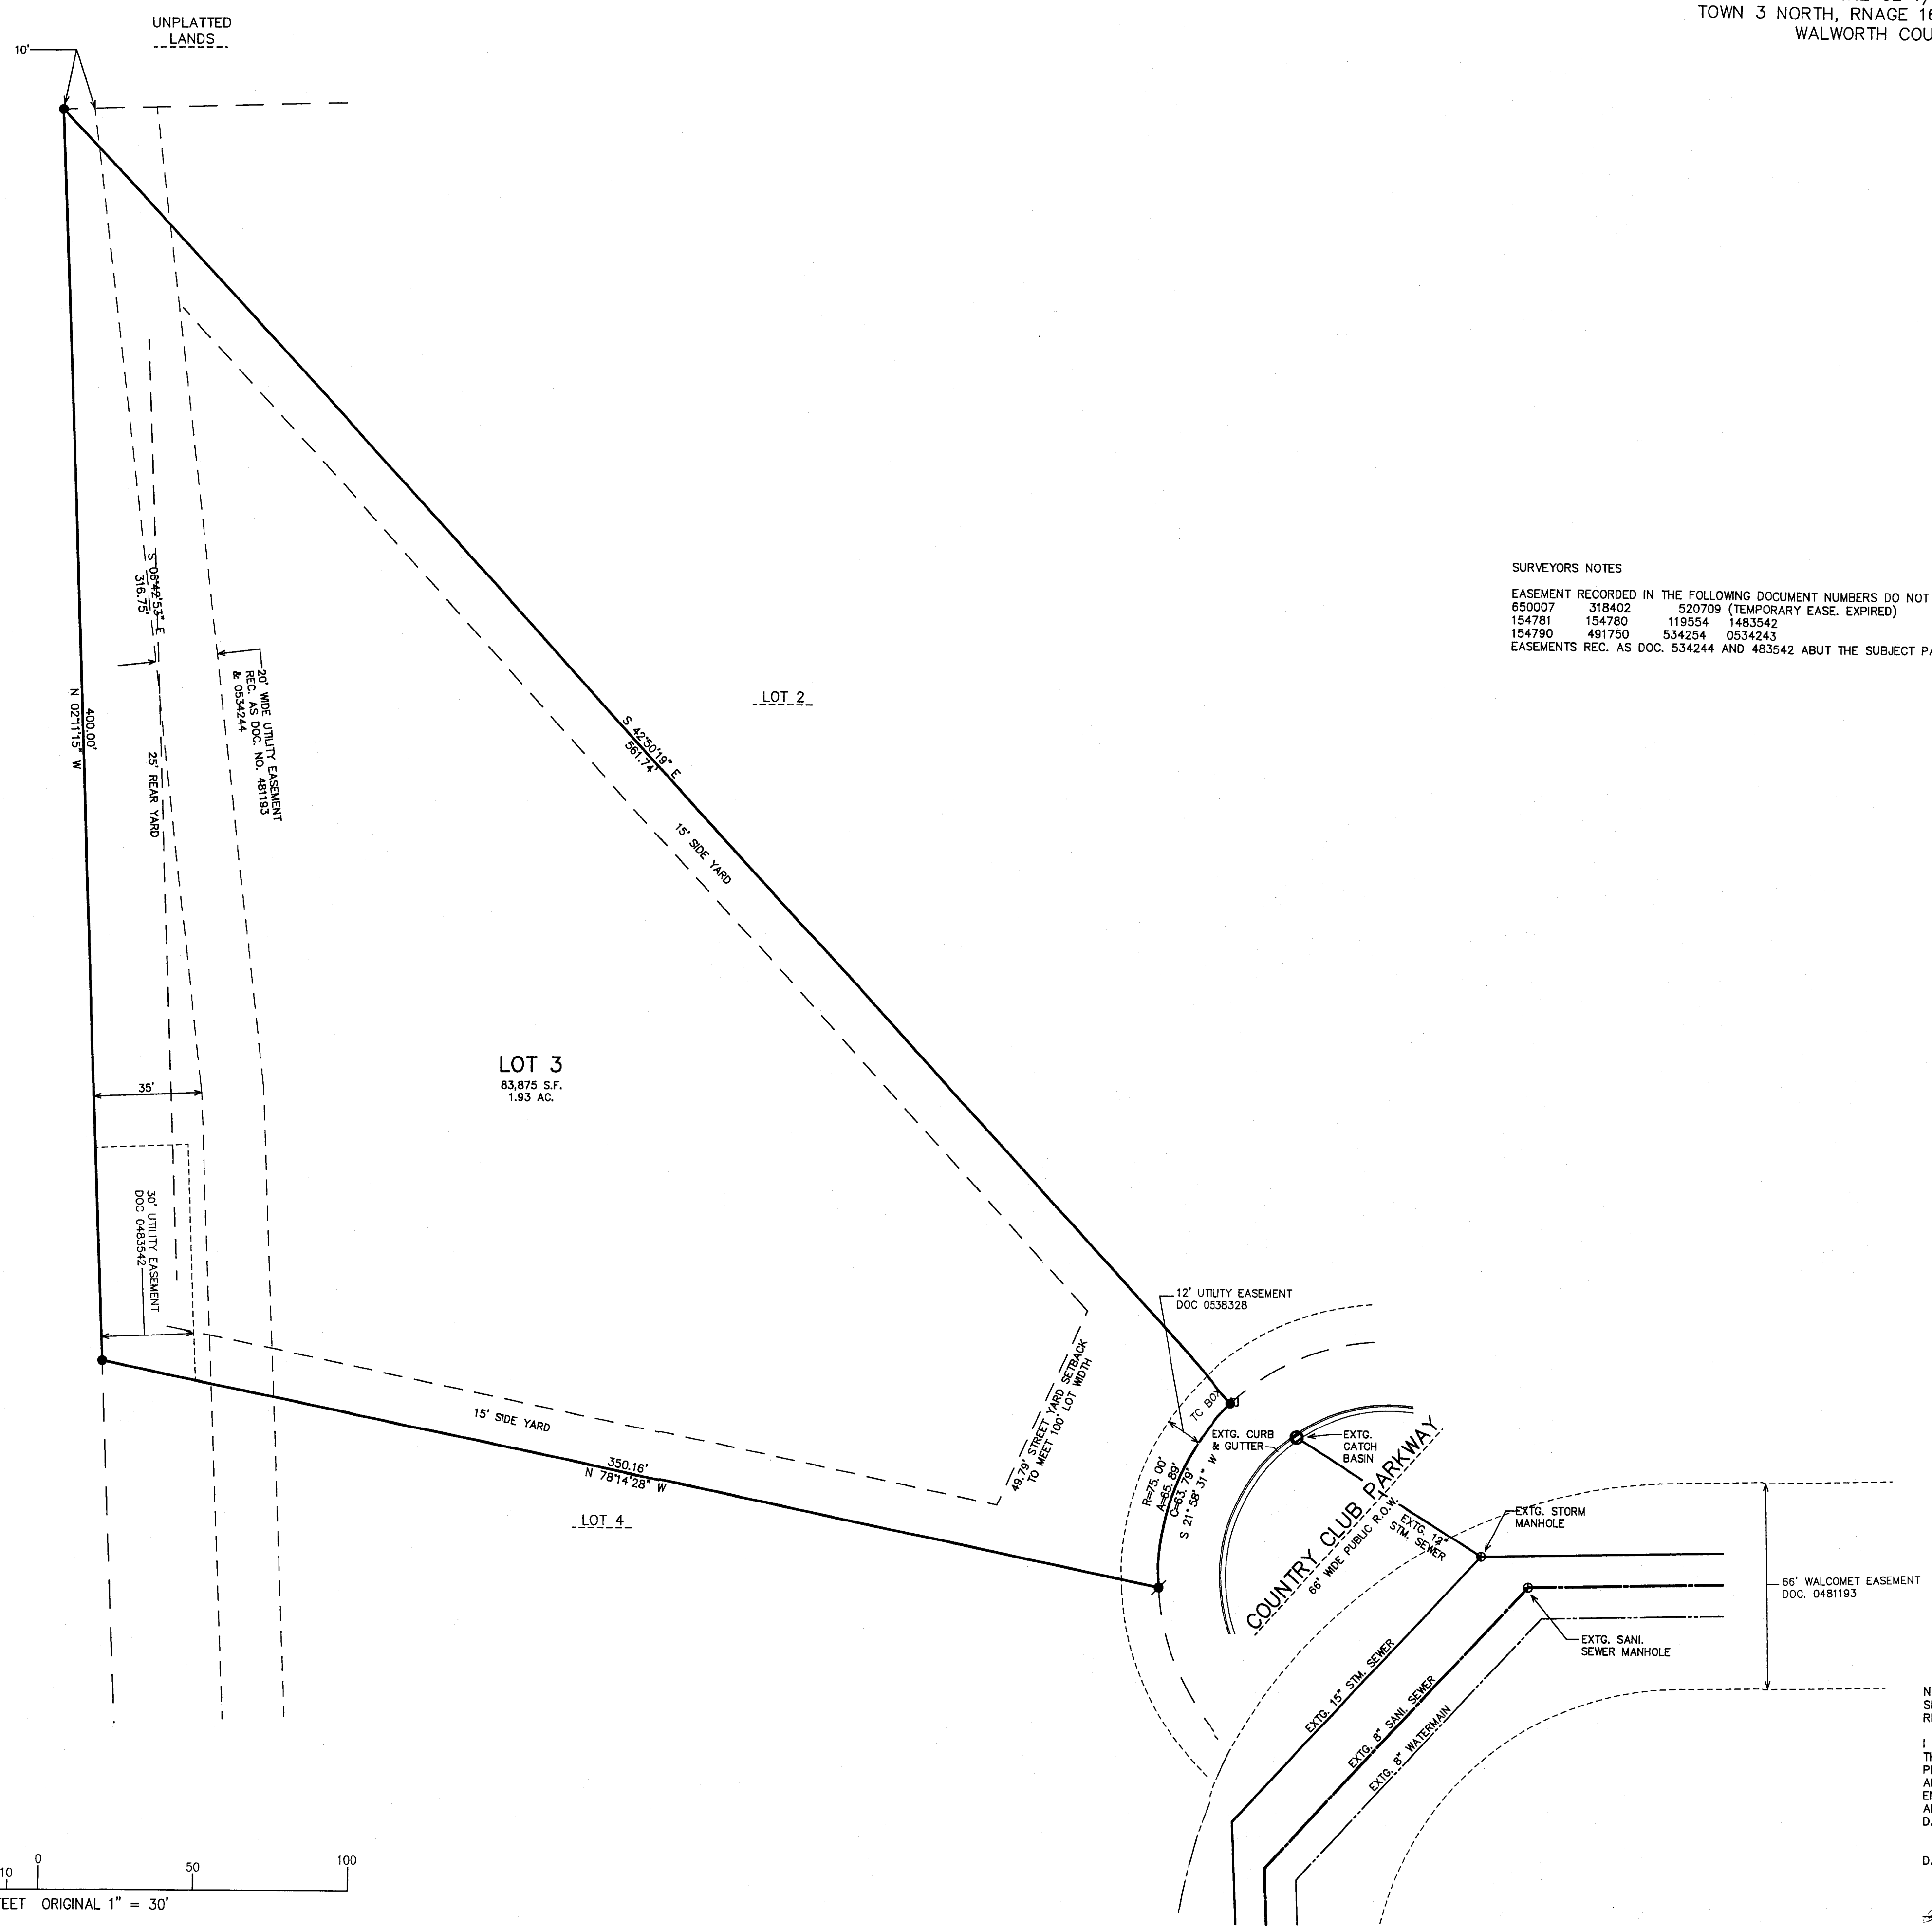 TOWN 3 NORTH, RNAGE 16
WALWORTH COU
UNPLATTED
LANDS
10'
SURVEYORS NOTES
EASEMENT RECORDED IN THE FOLLOWING DOCUMENT NUMBERS DO NOT
650007 318402 520709 (TEMPORARY EASE. EXPIRED)
154781 154780 119554 1483542
154790 491750 534254 0534243
EASEMENTS REC. AS DOC. 534244 AND 483542 ABUT THE SUBJECT PA
S 06°42'53" E
316.75'
20' WIDE UTILITY EASEMENT
REC. AS DOC. NO. 481193
& 0534244
400.00'
N 02°11'15" W
25' REAR YARD
LOT 2
S 42°50'19" E
561.74'
15' SIDE YARD
LOT 3
83,875 S.F.
1.93 AC.
35'
30' UTILITY EASEMENT
DOC 0483542
12' UTILITY EASEMENT
DOC 0538328
49.79' STREET YARD SETBACK
TO MEET 100' LOT WIDTH
TC BOX
EXTG. CURB
& GUTTER
EXTG.
CATCH
BASIN
R=75.00'
A=65.89'
C=63.79'
S 21°58'31" W
15' SIDE YARD
350.16'
N 78°14'28" W
LOT 4
COUNTRY CLUB PARKWAY
66' WIDE PUBLIC R.O.W.
EXTG. 12"
STM. SEWER
EXTG. STORM
MANHOLE
66' WALCOMET EASEMENT
DOC. 0481193
EXTG. SANI.
SEWER MANHOLE
EXTG. 15" STM. SEWER
EXTG. 8" SANI. SEWER
EXTG. 8" WATERMAIN
10 0 50 100
EET ORIGINAL 1" = 30'